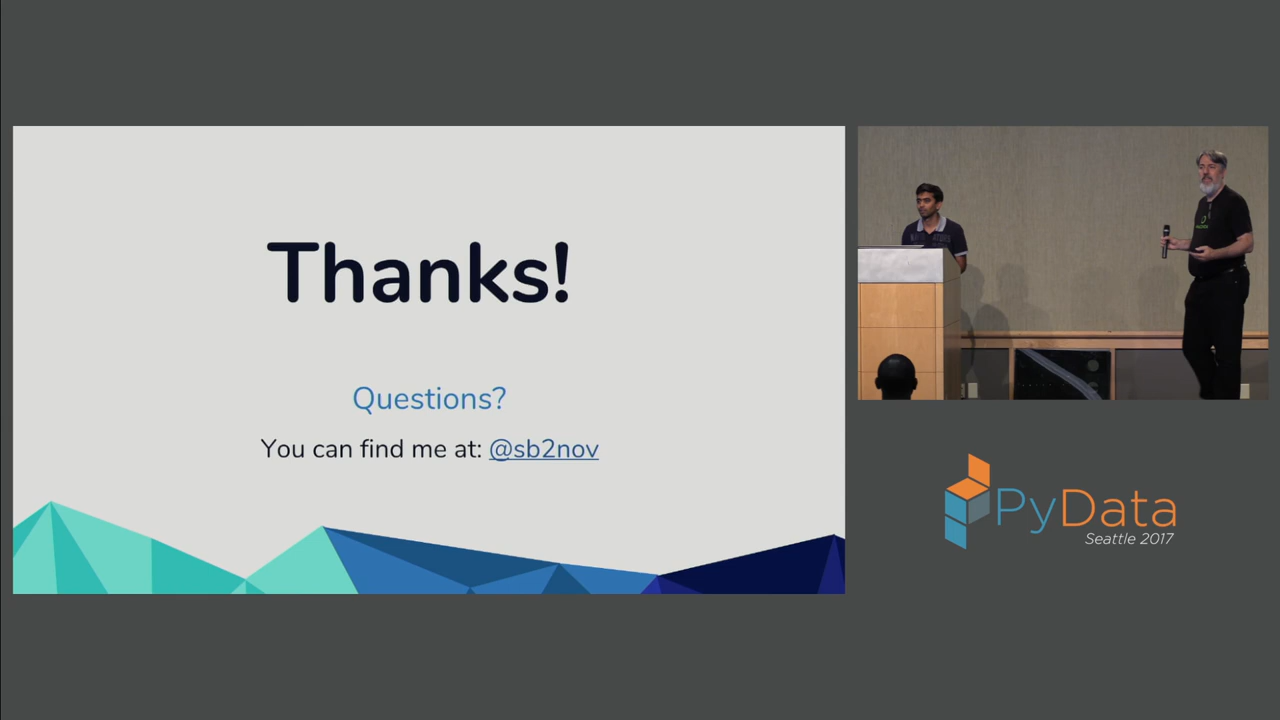 Thanks!
Questions?
You can find me at: @sb2nov
PyData
Seattle 2017